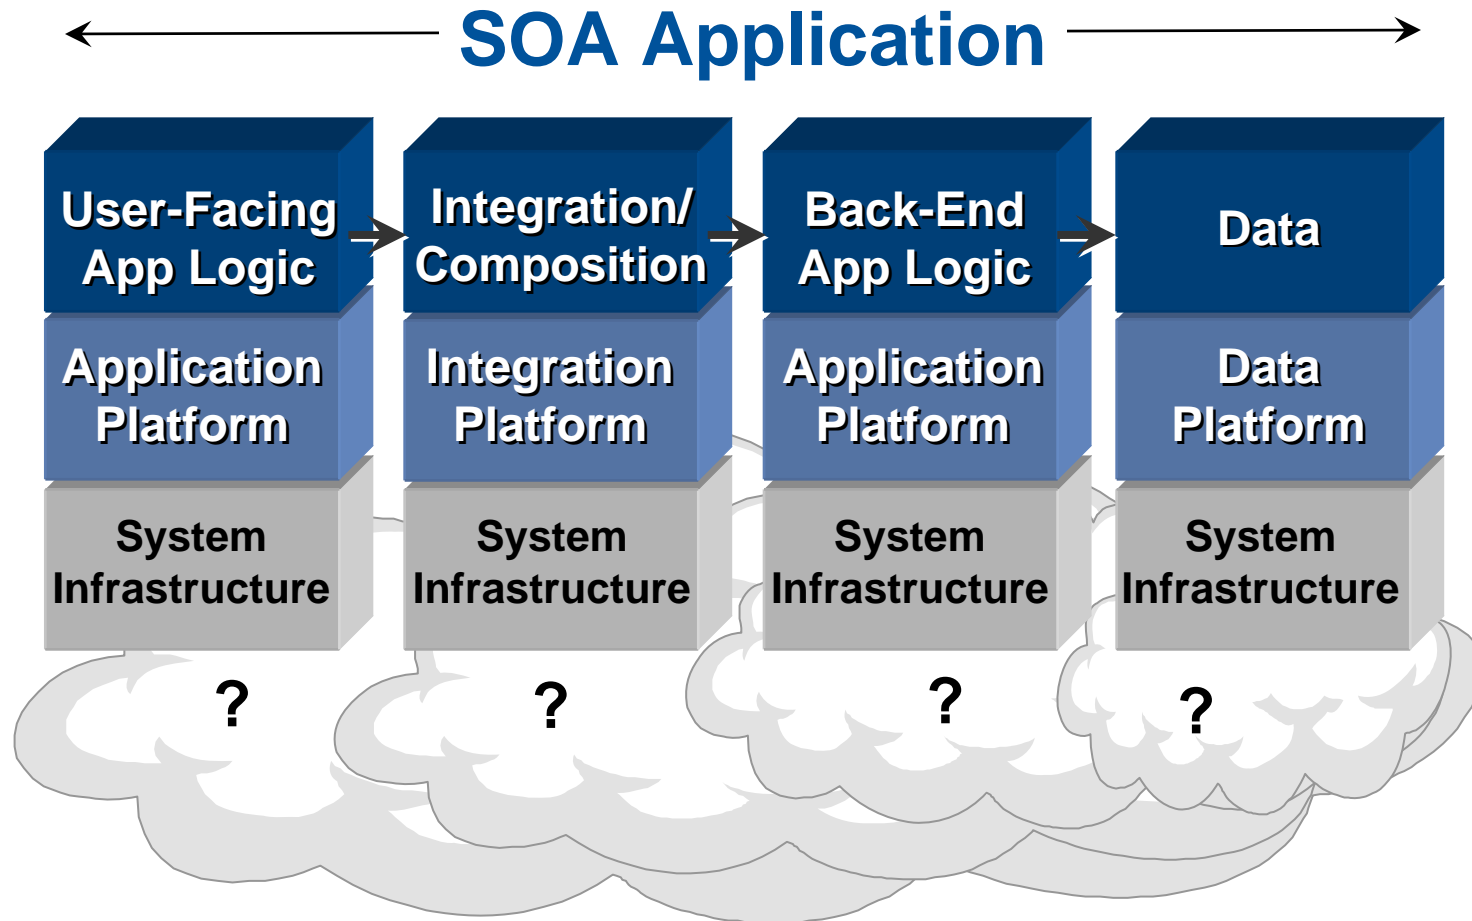 SOA Application
User-Facing
App Logic
Integration/
Composition
Back-End
App Logic
Data
Application
Platform
Integration
Platform
Application
Platform
Data
Platform
System
Infrastructure
System
Infrastructure
System
Infrastructure
System
Infrastructure
?
?
?
?